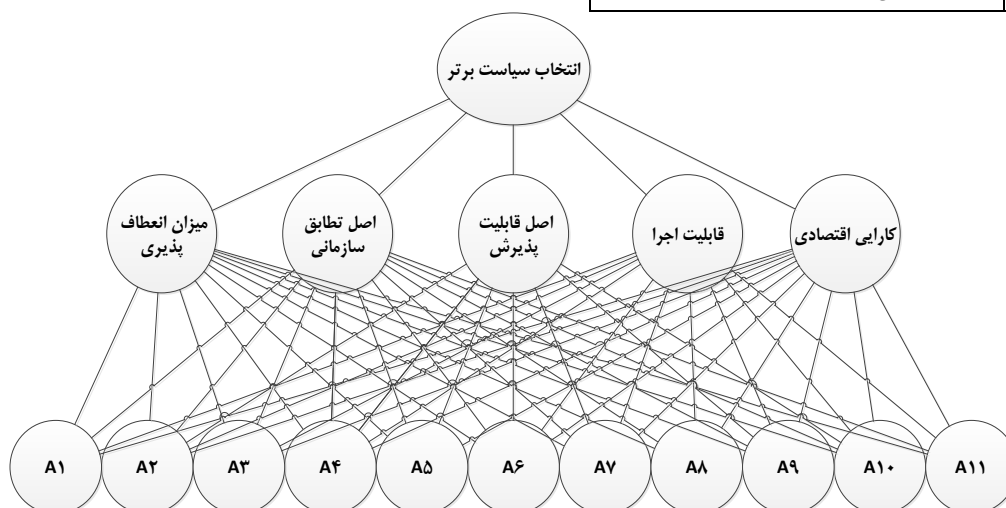 انتخاب سیاست برتر
کارایی اقتصادی
قابلیت اجرا
اصل قابلیت
پذیرش
اصل تطابق
سازمانی
میزان انعطاف
پذیری
A۱
A۲
A۳
A۴
A۵
A۶
A۷
A۸
A۹
A۱۰
A۱۱